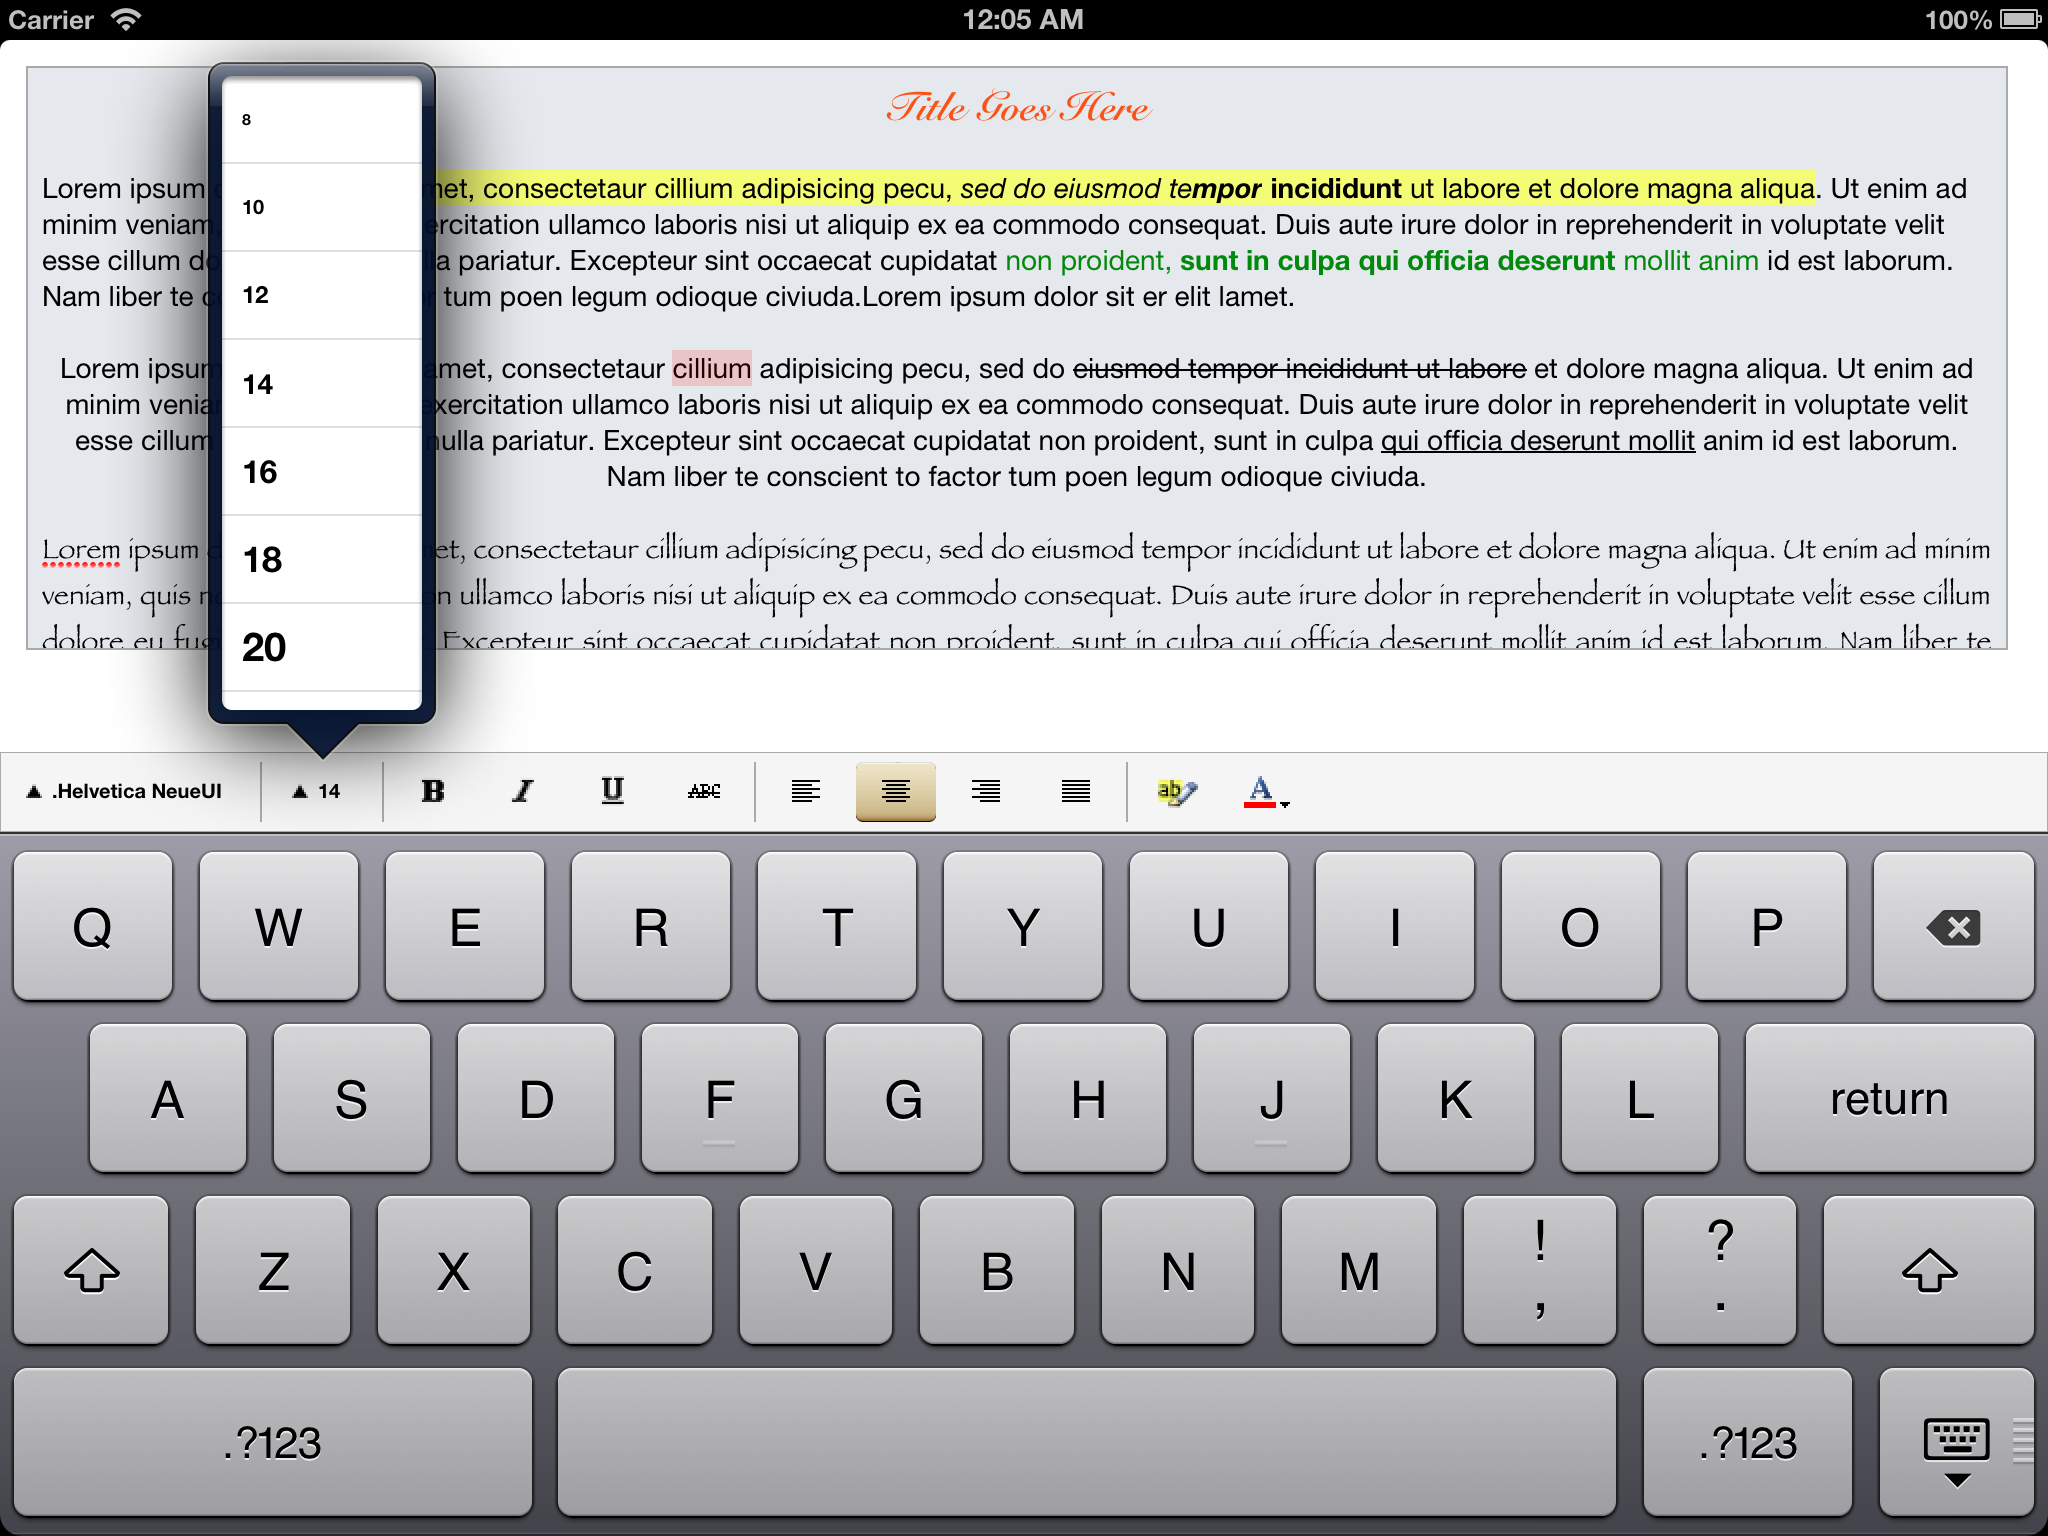 Carrier 12:05 AM 100%
Title Goes Here
Lorem ipsum met, consectetaur cillium adipisicing pecu, sed do eiusmod tempor incididunt ut labore et dolore magna aliqua. Ut enim ad
minim veniam. ercitation ullamco laboris nisi ut aliquip ex ea commodo consequat. Duis aute irure dolor in reprehenderit in voluptate velit
esse cillum do la pariatur. Excepteur sint occaecat cupidatat non proident, sunt in culpa qui officia deserunt mollit anim id est laborum.
Nam liber te c r tum poen legum odioque civiuda.Lorem ipsum dolor sit er elit lamet.
Lorem ipsum amet, consectetaur cillium adipisicing pecu, sed do eiusmod tempor incididunt ut labore et dolore magna aliqua. Ut enim ad
minim venia exercitation ullamco laboris nisi ut aliquip ex ea commodo consequat. Duis aute irure dolor in reprehenderit in voluptate velit
esse cillum nulla pariatur. Excepteur sint occaecat cupidatat non proident, sunt in culpa qui officia deserunt mollit anim id est laborum.
Nam liber te conscient to factor tum poen legum odioque civiuda.
Lorem ipsum et, consectetaur cillium adipisicing pecu, sed do eiusmod tempor incididunt ut labore et dolore magna aliqua. Ut enim ad minim
veniam, quis n on ullamco laboris nisi ut aliquip ex ea commodo consequat. Duis aute irure dolor in reprehenderit in voluptate velit esse cillum
dolore eu fug Excepteur sint occaecat cupidatat non proident, sunt in culpa qui officia deserunt mollit anim id est laborum. Nam liber te
8
10
12
14
16
18
20
▲ .Helvetica NeueUI ▲ 14 B I U ABC ab A
Q W E R T Y U I O P
A S D F G H J K L return
Z X C V B N M ! , ? .
.?123 .?123